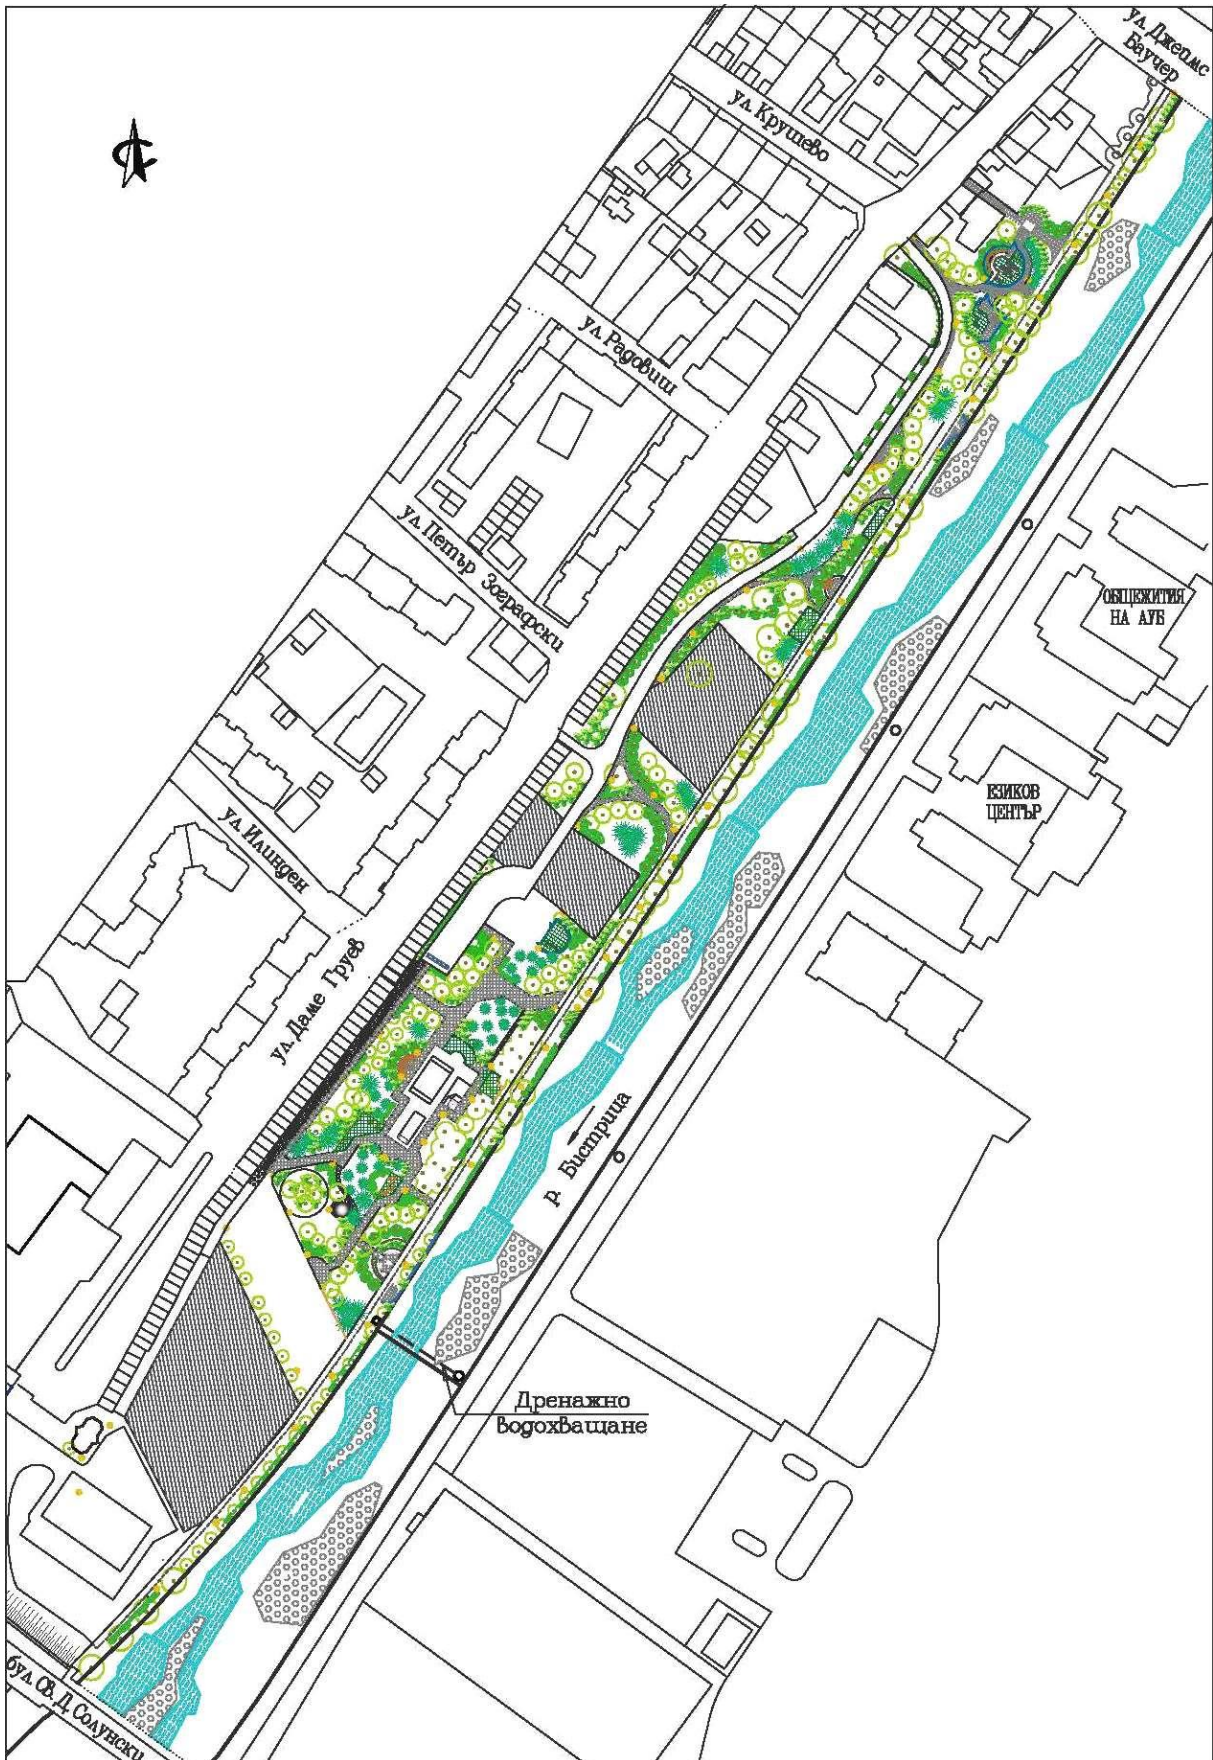 ул. Джеймс
Баучер
ул. Крушево
ул. Радовиш
ул. Петър Зографски
ОБЩЕЖИТИЯ
НА АУБ
ЕЗИКОВ
ЦЕНТЪР
ул. Илинден
ул. Даме Груев
р. Бистрица
Дренажно
водохващане
бул. Св. Д. Солунски